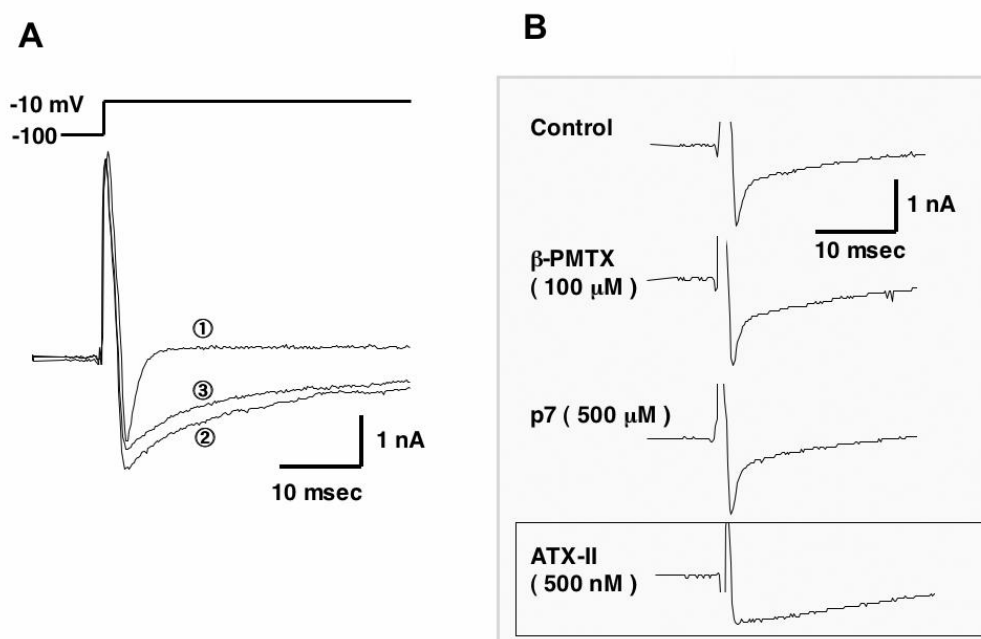 A
-10 mV
-100
①
③
②
1 nA
10 msec
B
Control
1 nA
10 msec
β-PMTX
( 100 μM )
p7 ( 500 μM )
ATX-II
( 500 nM )